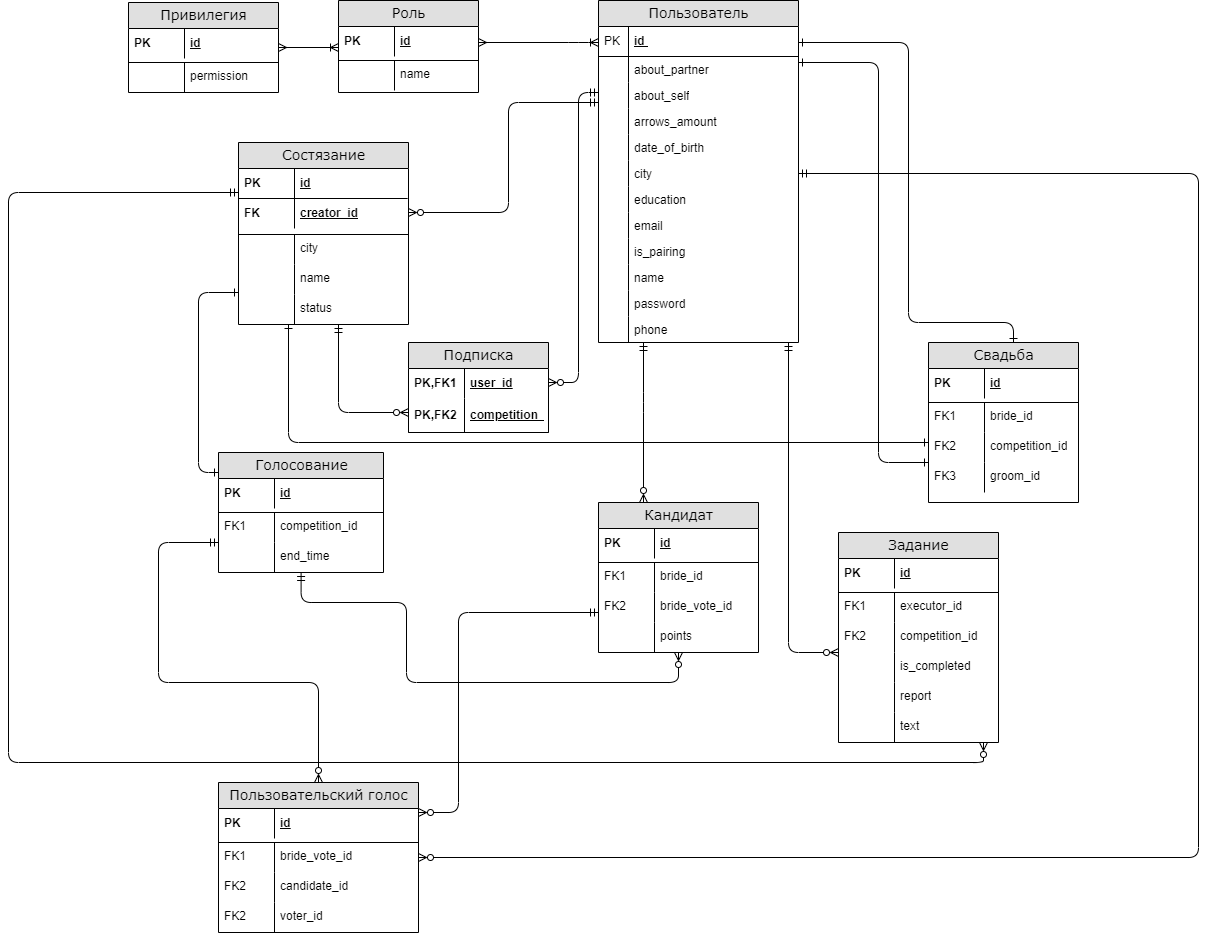 Привилегия
PK id
permission
Роль
PK id
name
Пользователь
PK id
about_partner
about_self
arrows_amount
date_of_birth
city
education
email
is_pairing
name
password
phone
Состязание
PK id
FK creator_id
city
name
status
Подписка
PK,FK1 user_id
PK,FK2 competition_
Свадьба
PK id
FK1 bride_id
FK2 competition_id
FK3 groom_id
Голосование
PK id
FK1 competition_id
end_time
Кандидат
PK id
FK1 bride_id
FK2 bride_vote_id
points
Задание
PK id
FK1 executor_id
FK2 competition_id
is_completed
report
text
Пользовательский голос
PK id
FK1 bride_vote_id
FK2 candidate_id
FK2 voter_id